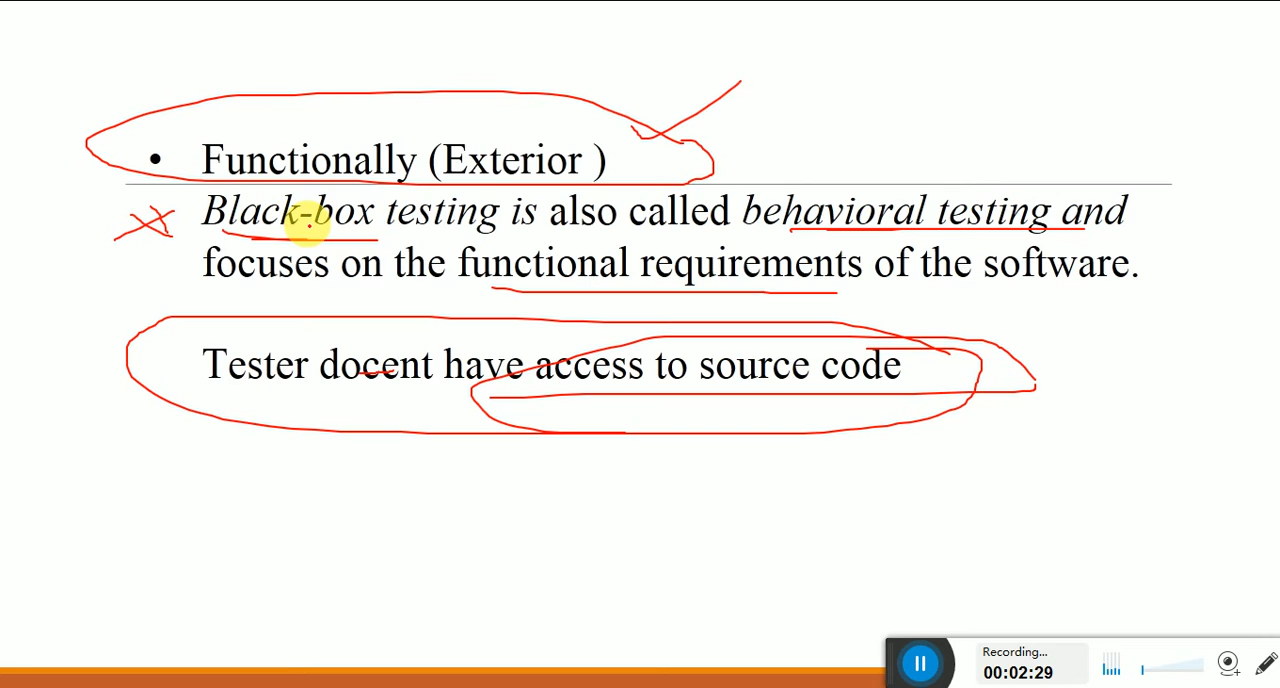 • Functionally (Exterior )
Black-box testing is also called behavioral testing and
focuses on the functional requirements of the software.
Tester docent have access to source code
Recording...
00:02:29